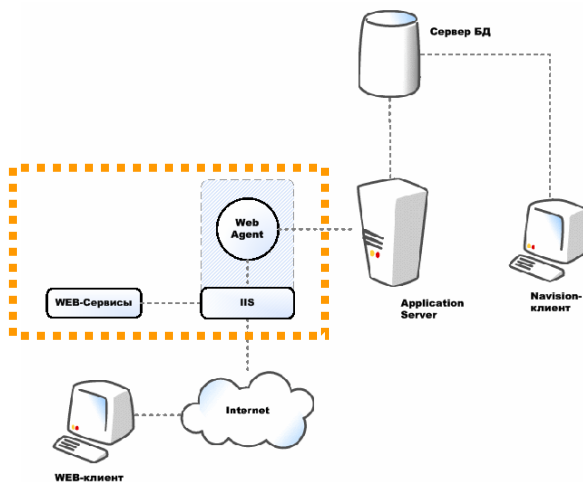 Сервер БД
Web
Agent
WEB-Сервисы
IIS
Application
Server
Navision-
клиент
Internet
WEB-клиент